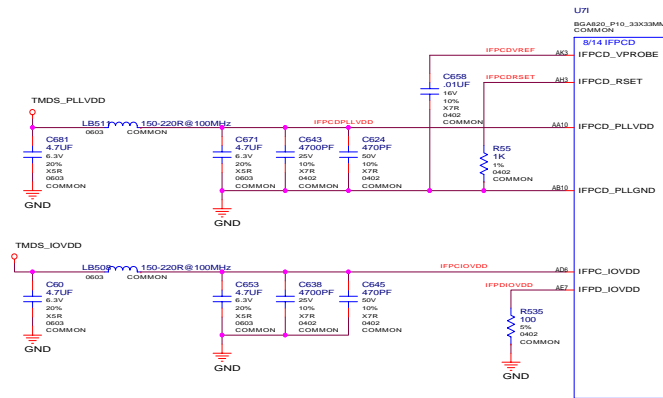 U7I
BGA820_P10_33X33MM
COMMON
8/14 IFPCD
IFPCDVREF
AK3
IFPCD_VPROBE
C658
.01UF
16V
10%
X7R
0402
COMMON
IFPCDRSET
AH3
IFPCD_RSET
TMDS_PLLVDD
LB511
150-220R@100MHz
0603
COMMON
IFPCDPLLVDD
AA10
IFPCD_PLLVDD
C681
4.7UF
6.3V
20%
X5R
0603
COMMON
GND
C671
4.7UF
6.3V
20%
X5R
0603
COMMON
C643
4700PF
25V
10%
X7R
0402
COMMON
C624
470PF
50V
10%
X7R
0402
COMMON
R55
1K
1%
0402
COMMON
AB10
IFPCD_PLLGND
GND
TMDS_IOVDD
LB508
150-220R@100MHz
0603
COMMON
IFPCIOVDD
AD6
IFPC_IOVDD
IFPDIOVDD
AE7
IFPD_IOVDD
C60
4.7UF
6.3V
20%
X5R
0603
COMMON
GND
C653
4.7UF
6.3V
20%
X5R
0603
COMMON
C638
4700PF
25V
10%
X7R
0402
COMMON
C645
470PF
50V
10%
X7R
0402
COMMON
R535
100
5%
0402
COMMON
GND
GND